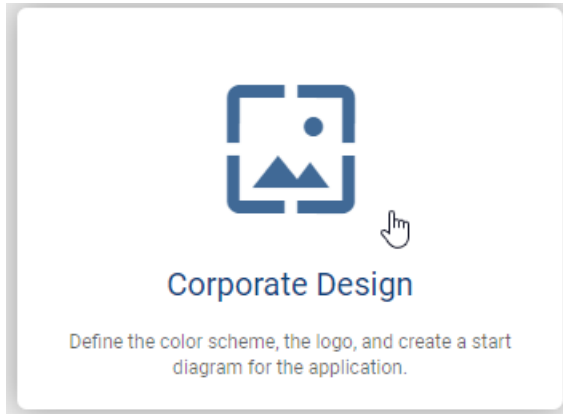 Corporate Design
Define the color scheme, the logo, and create a start
diagram for the application.